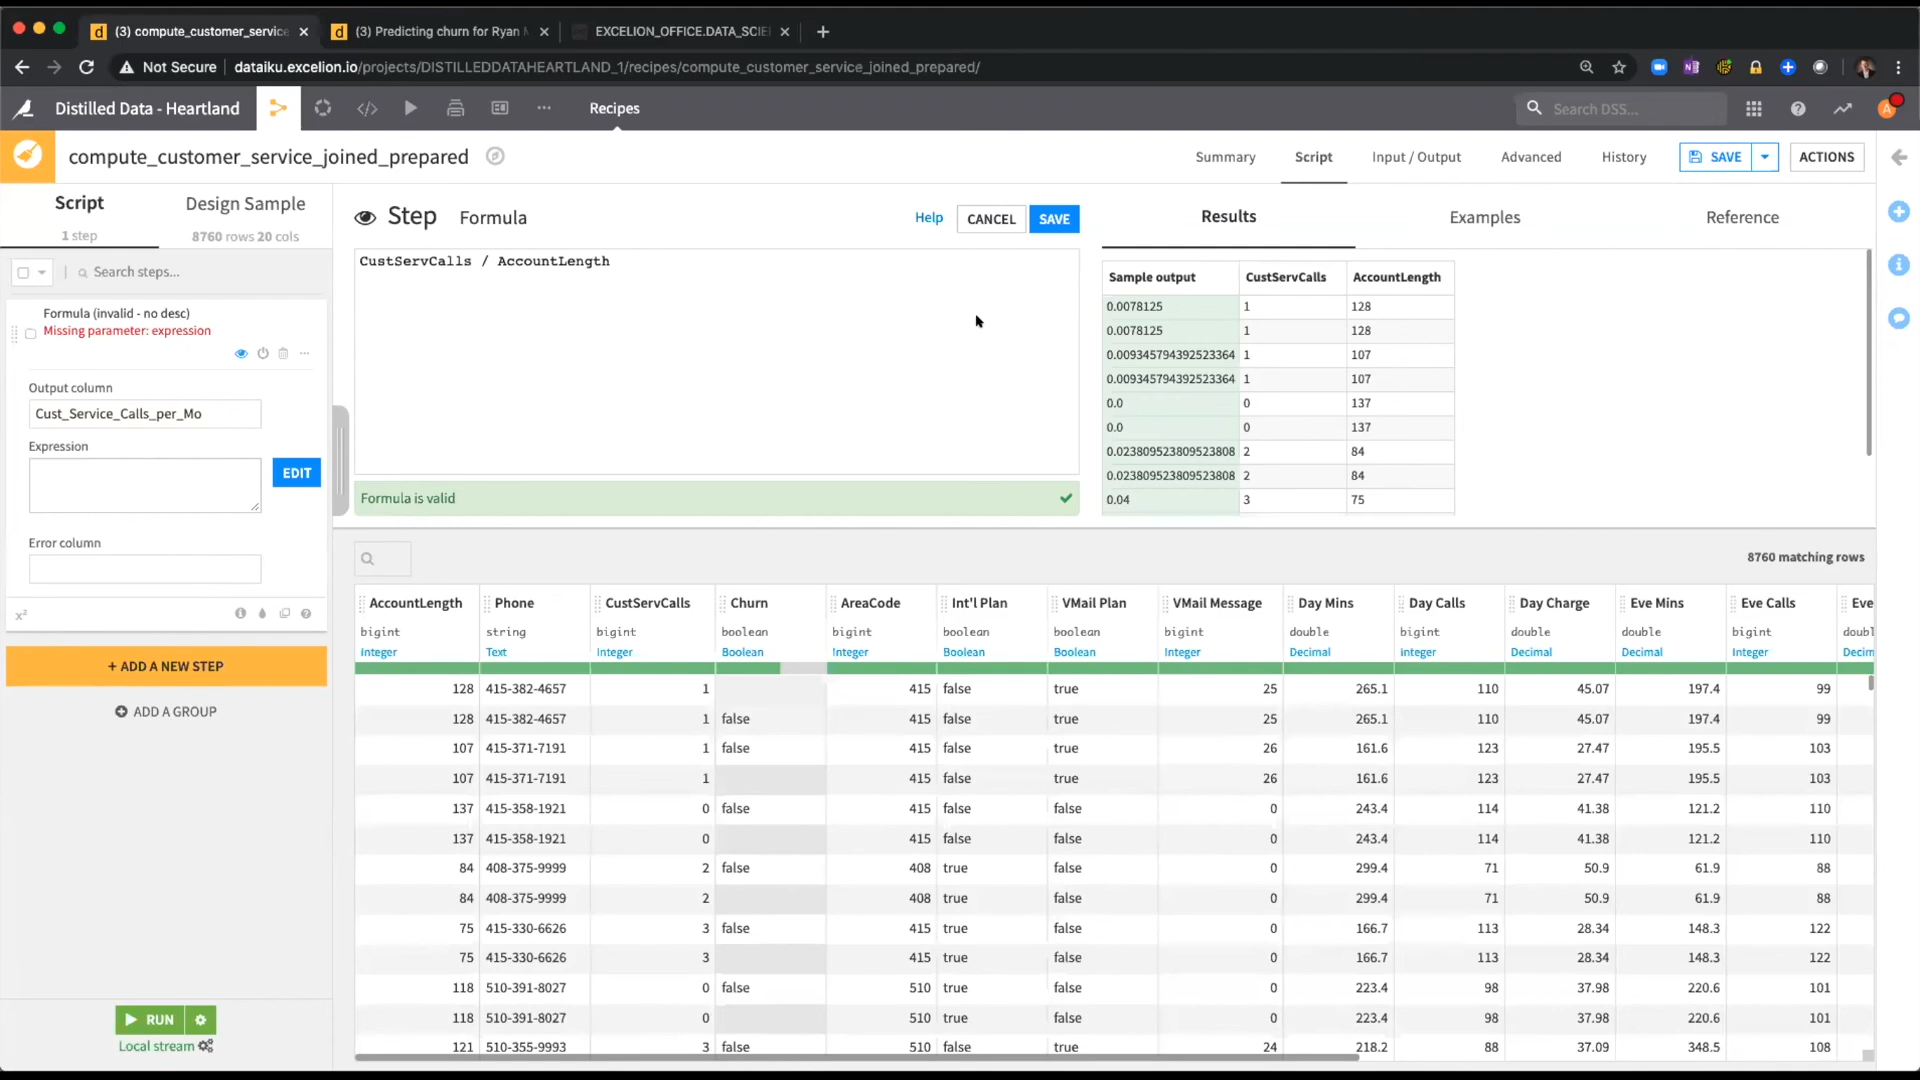 (3) compute_customer_service
(3) Predicting churn for Ryan M
EXCELION_OFFICE.DATA_SCIE
Not Secure
dataiku.excelion.io/projects/DISTILLEDDATAHEARTLAND_1/recipes/compute_customer_service_joined_prepared/
Distilled Data - Heartland
Recipes
Search DSS...
compute_customer_service_joined_prepared
Summary Script Input / Output Advanced History SAVE ACTIONS
Script
1 step
Design Sample
8760 rows 20 cols
Search steps...
Formula (invalid - no desc)
Missing parameter: expression
Output column
Cust_Service_Calls_per_Mo
Expression
EDIT
Error column
+ ADD A NEW STEP
ADD A GROUP
RUN
Local stream
Step Formula
Help CANCEL SAVE
CustServCalls / AccountLength
Formula is valid
Results Examples Reference
Sample output CustServCalls AccountLength
0.0078125 1 128
0.0078125 1 128
0.009345794392523364 1 107
0.009345794392523364 1 107
0.0 0 137
0.0 0 137
0.023809523809523808 2 84
0.023809523809523808 2 84
0.04 3 75
8760 matching rows
AccountLength Phone CustServCalls Churn AreaCode Int'l Plan VMail Plan VMail Message Day Mins Day Calls Day Charge Eve Mins Eve Calls Eve
bigint string bigint boolean bigint boolean boolean bigint double bigint double double bigint doubl
Integer Text Integer Boolean Integer Boolean Boolean Integer Decimal Integer Decimal Decimal Integer Decim
128 415-382-4657 1 415 false true 25 265.1 110 45.07 197.4 99
128 415-382-4657 1 false 415 false true 25 265.1 110 45.07 197.4 99
107 415-371-7191 1 false 415 false true 26 161.6 123 27.47 195.5 103
107 415-371-7191 1 415 false true 26 161.6 123 27.47 195.5 103
137 415-358-1921 0 false 415 false false 0 243.4 114 41.38 121.2 110
137 415-358-1921 0 415 false false 0 243.4 114 41.38 121.2 110
84 408-375-9999 2 false 408 true false 0 299.4 71 50.9 61.9 88
84 408-375-9999 2 408 true false 0 299.4 71 50.9 61.9 88
75 415-330-6626 3 false 415 true false 0 166.7 113 28.34 148.3 122
75 415-330-6626 3 415 true false 0 166.7 113 28.34 148.3 122
118 510-391-8027 0 false 510 true false 0 223.4 98 37.98 220.6 101
118 510-391-8027 0 510 true false 0 223.4 98 37.98 220.6 101
121 510-355-9993 3 false 510 false true 24 218.2 88 37.09 348.5 108